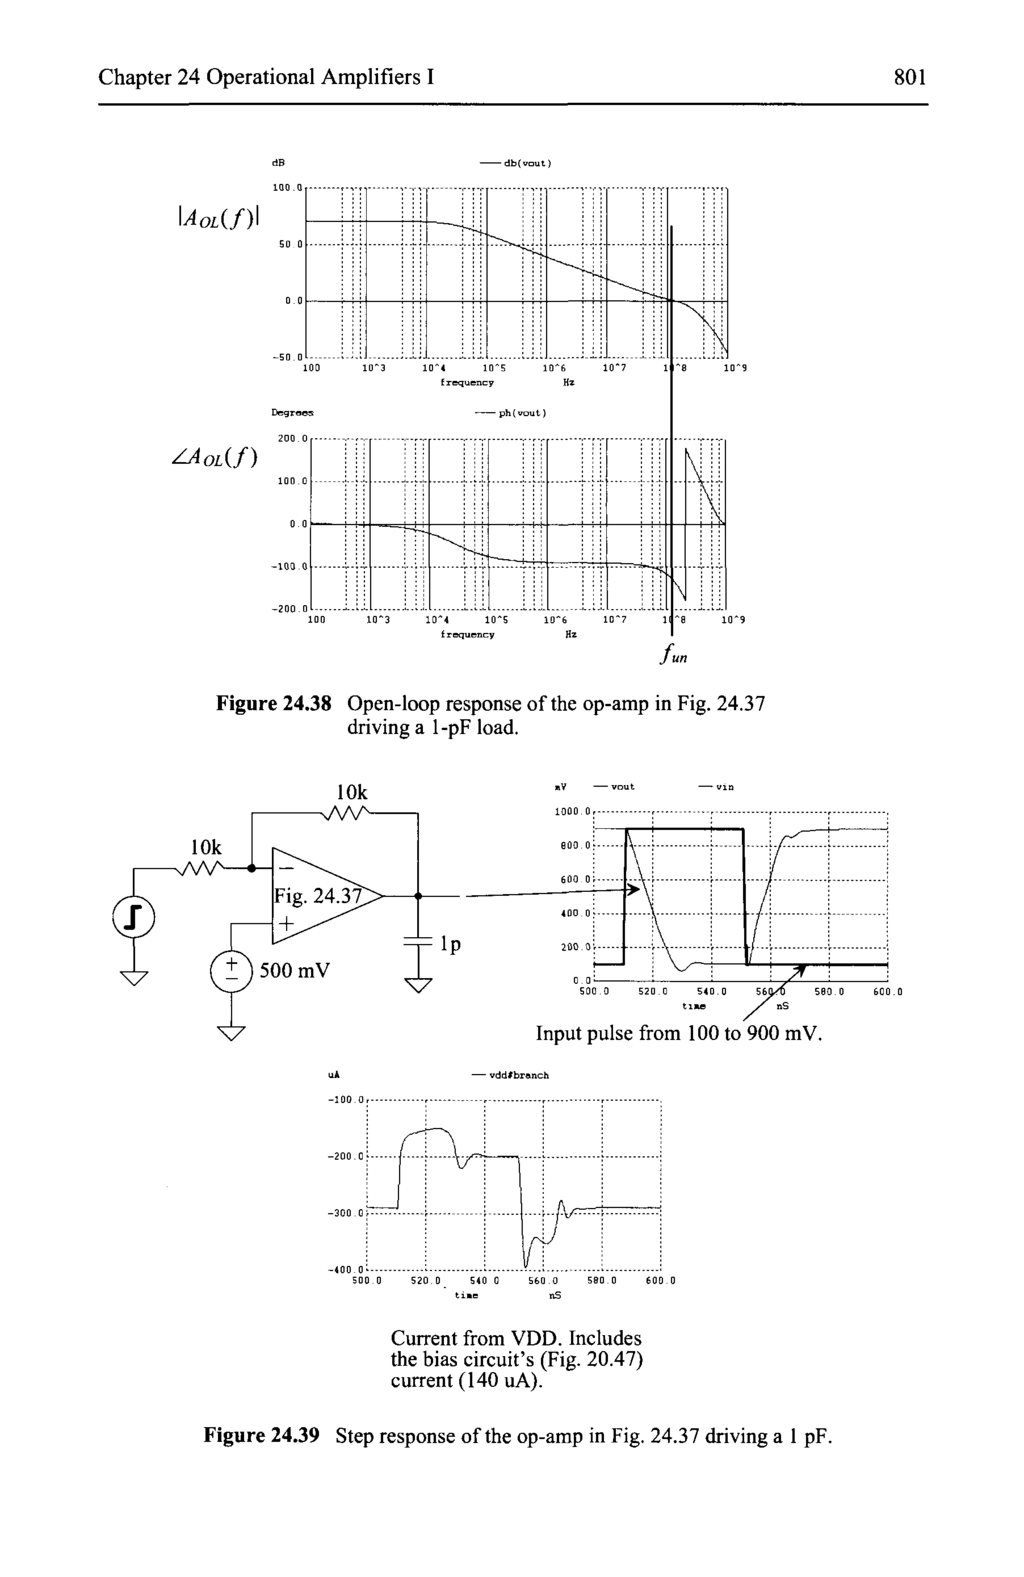 Chapter 24 Operational Amplifiers I 801
dB — db(vout)
|A_OL(f)|
100.0
50.0
0.0
-50.0
100 10^3 10^4 10^5 10^6 10^7 10^8 10^9
frequency Hz
Degrees — ph(vout)
∠A_OL(f)
200.0
100.0
0.0
-100.0
-200.0
100 10^3 10^4 10^5 10^6 10^7 10^8 10^9
frequency Hz
f_un
Figure 24.38 Open-loop response of the op-amp in Fig. 24.37
driving a 1-pF load.
10k
10k
Fig. 24.37
1p
500 mV
mV — vout — vin
1000.0
800.0
600.0
400.0
200.0
0.0
500.0 520.0 540.0 560.0 580.0 600.0
time nS
Input pulse from 100 to 900 mV.
uA — vdd#branch
-100.0
-200.0
-300.0
-400.0
500.0 520.0 540.0 560.0 580.0 600.0
time nS
Current from VDD. Includes
the bias circuit's (Fig. 20.47)
current (140 uA).
Figure 24.39 Step response of the op-amp in Fig. 24.37 driving a 1 pF.